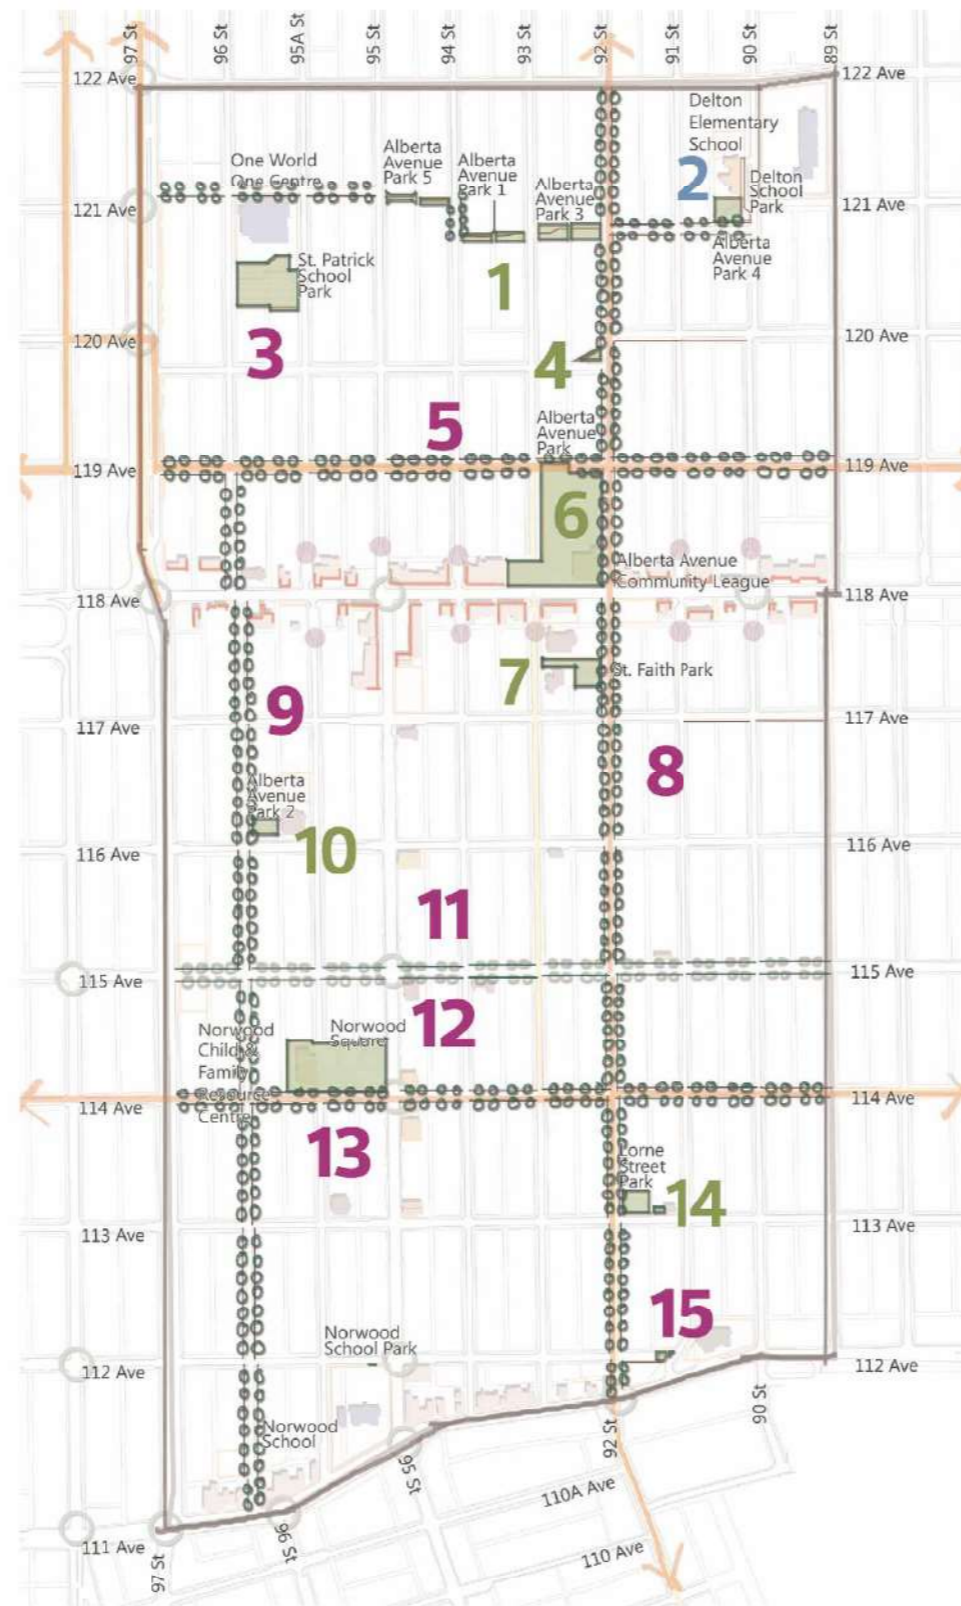 97 St
96 St
95A St
95 St
94 St
93 St
92 St
91 St
90 St
89 St
122 Ave
122 Ave
Delton
Elementary
School
One World
One Centre
Alberta
Avenue
Park 5
Alberta
Avenue
Park 1
Alberta
Avenue
Park 3
2
Delton
School
Park
121 Ave
121 Ave
Alberta
Avenue
Park 4
St. Patrick
School
Park
1
3
120 Ave
120 Ave
4
5
Alberta
Avenue
Park
119 Ave
119 Ave
6
Alberta Avenue
Community League
118 Ave
118 Ave
7
St. Faith Park
9
117 Ave
117 Ave
8
Alberta
Avenue
Park 2
10
116 Ave
116 Ave
11
115 Ave
115 Ave
12
Norwood
Child &
Family
Resource
Centre
Norwood
Square
114 Ave
114 Ave
13
Lorne
Street
Park
14
113 Ave
113 Ave
15
Norwood
School Park
112 Ave
112 Ave
Norwood
School
90 St
92 St
95 St
110A Ave
96 St
111 Ave
97 St
110 Ave